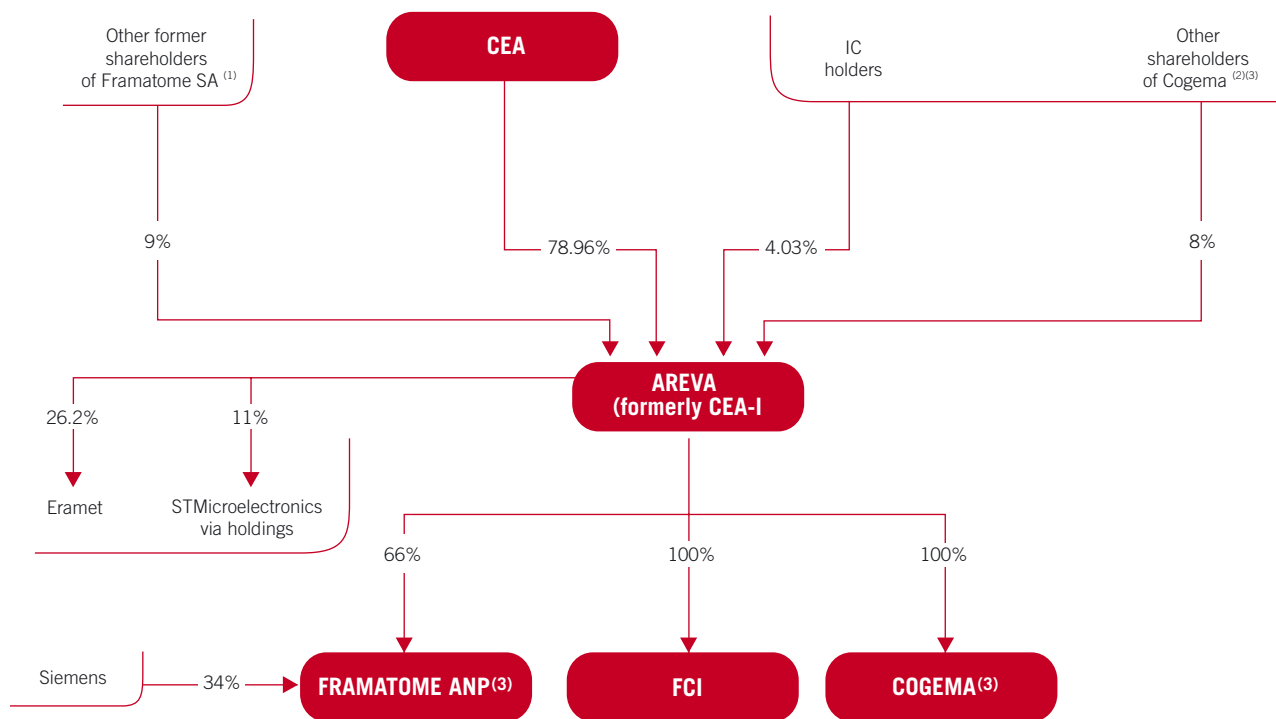 Other former
shareholders
of Framatome SA (1)
CEA
IC
holders
Other
shareholders
of Cogema (2)(3)
9%
78.96%
4.03%
8%
AREVA
(formerly CEA-I
26.2%
11%
Eramet
STMicroelectronics
via holdings
66%
100%
100%
Siemens
34%
FRAMATOME ANP(3)
FCI
COGEMA(3)